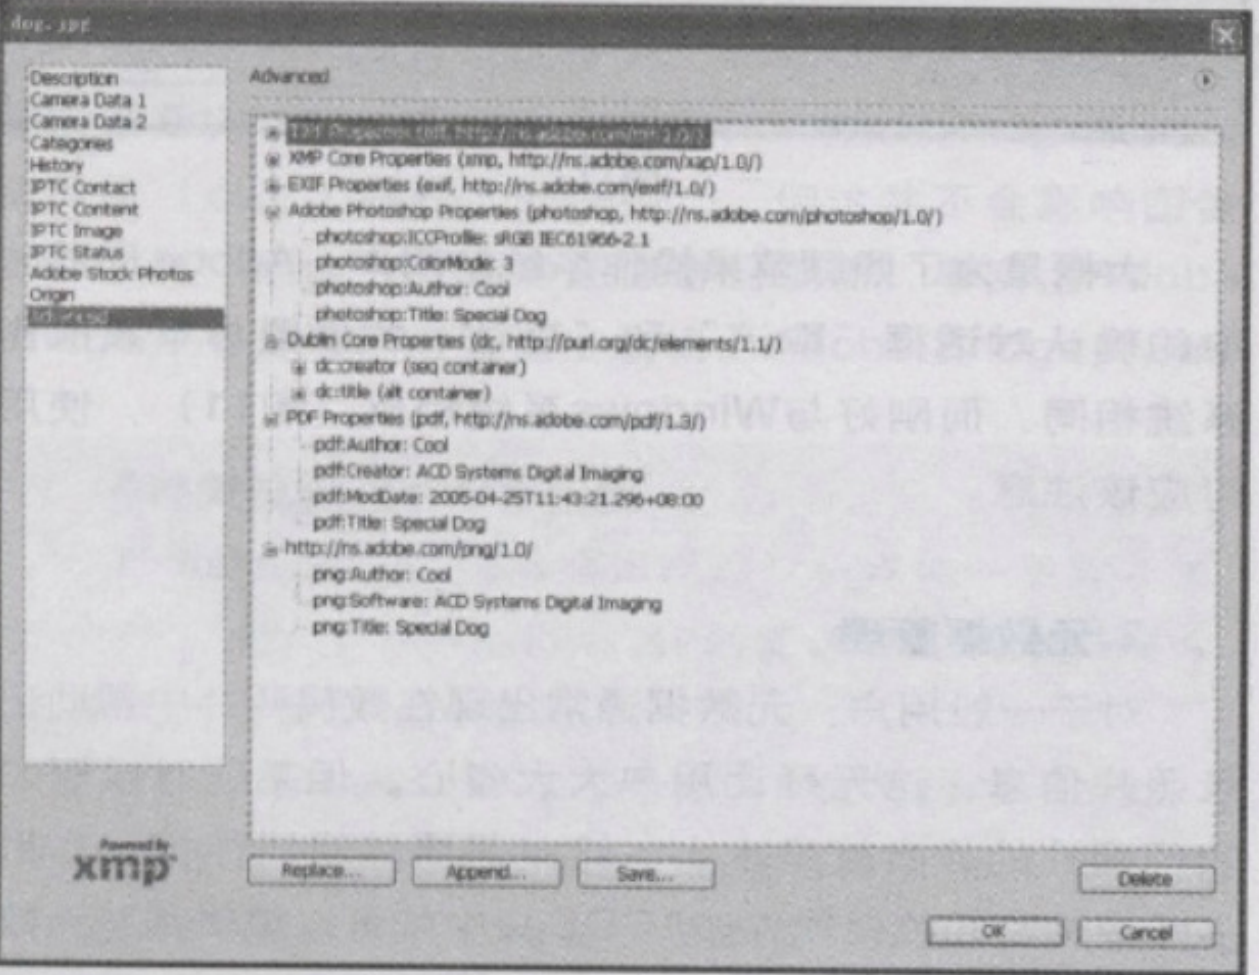 dog.jpg
Description
Camera Data 1
Camera Data 2
Categories
History
IPTC Contact
IPTC Content
IPTC Image
IPTC Status
Adobe Stock Photos
Origin
Advanced
Advanced
XMP Core Properties (xmp, http://ns.adobe.com/xap/1.0/)
EXIF Properties (exif, http://ns.adobe.com/exif/1.0/)
Adobe Photoshop Properties (photoshop, http://ns.adobe.com/photoshop/1.0/)
photoshop:ICCProfile: sRGB IEC61966-2.1
photoshop:ColorMode: 3
photoshop:Author: Cool
photoshop:Title: Special Dog
Dublin Core Properties (dc, http://purl.org/dc/elements/1.1/)
dc:creator (seq container)
dc:title (alt container)
PDF Properties (pdf, http://ns.adobe.com/pdf/1.3/)
pdf:Author: Cool
pdf:Creator: ACD Systems Digital Imaging
pdf:ModDate: 2005-04-25T11:43:21.296+08:00
pdf:Title: Special Dog
http://ns.adobe.com/png/1.0/
png:Author: Cool
png:Software: ACD Systems Digital Imaging
png:Title: Special Dog
Powered By
xmp
Replace...
Append...
Save...
Delete
OK
Cancel